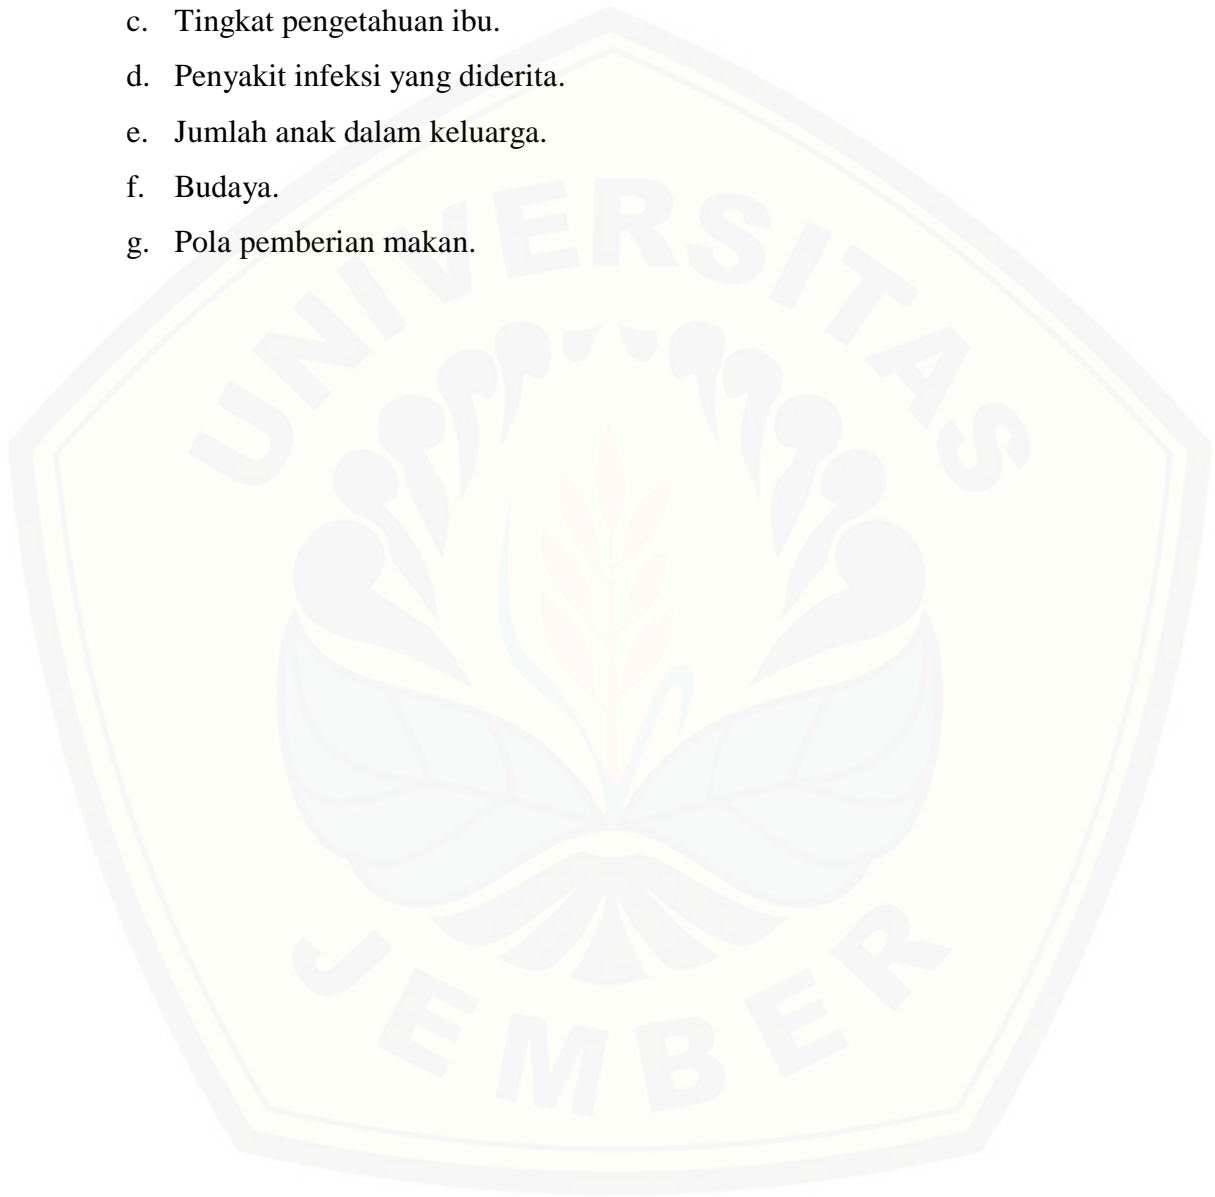 c. Tingkat pengetahuan ibu.
d. Penyakit infeksi yang diderita.
e. Jumlah anak dalam keluarga.
f. Budaya.
g. Pola pemberian makan.
UNIVERSITAS
JEMBER